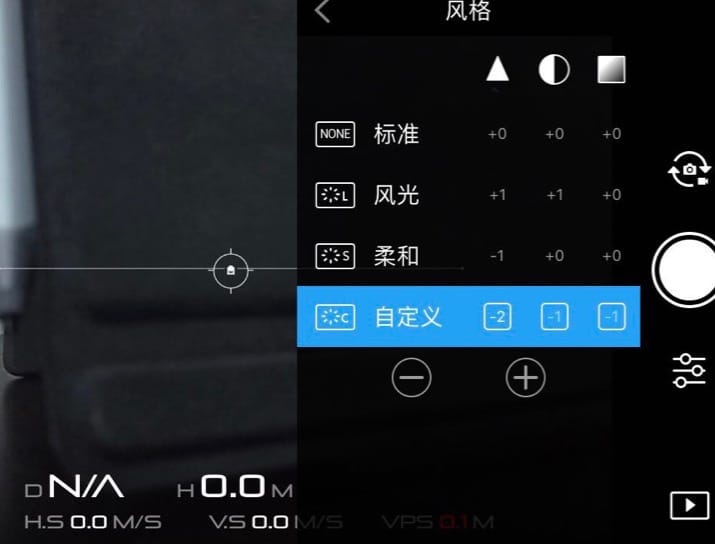 风格
NONE 标准 +0 +0 +0
L 风光 +1 +1 +0
S 柔和 -1 +0 +0
C 自定义 -2 -1 -1
D N/A H 0.0 M
H.S 0.0 M/S V.S 0.0 M/S VPS 0.1 M